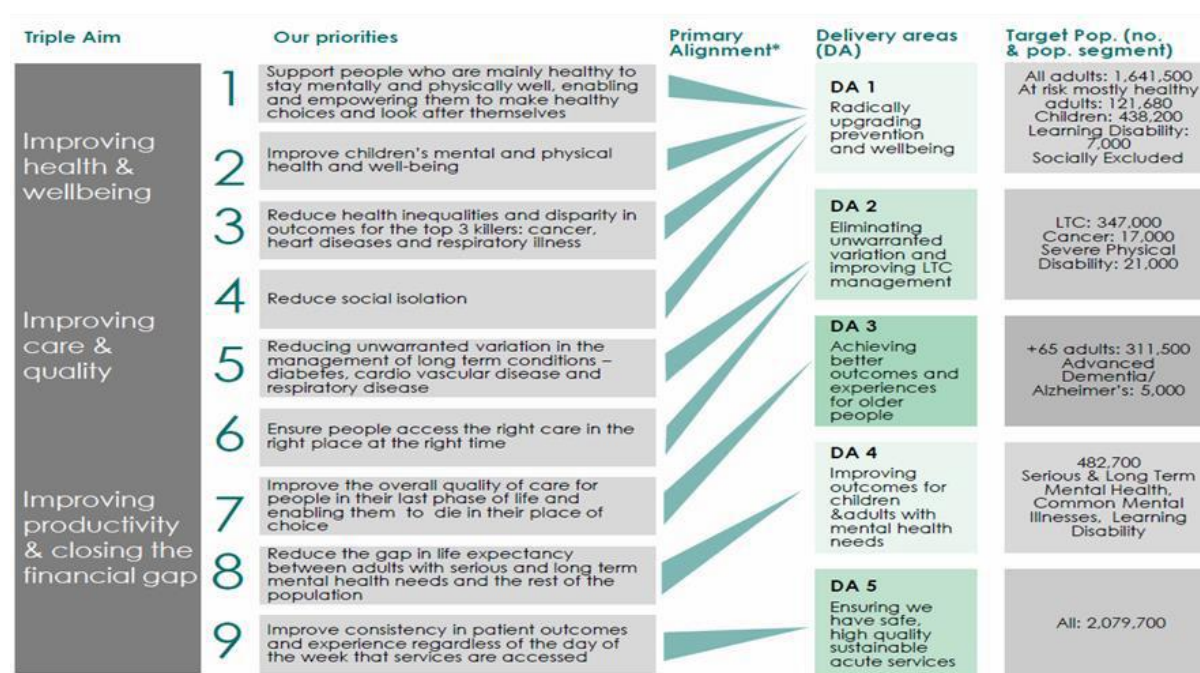 Triple Aim
Our priorities
Primary
Alignment*
Delivery areas
(DA)
Target Pop. (no.
& pop. segment)
Improving
health &
wellbeing
Improving
care &
quality
Improving
productivity
& closing the
financial gap
1
Support people who are mainly healthy to
stay mentally and physically well, enabling
and empowering them to make healthy
choices and look after themselves
2
Improve children's mental and physical
health and well-being
3
Reduce health inequalities and disparity in
outcomes for the top 3 killers: cancer,
heart diseases and respiratory illness
4
Reduce social isolation
5
Reducing unwarranted variation in the
management of long term conditions –
diabetes, cardio vascular disease and
respiratory disease
6
Ensure people access the right care in the
right place at the right time
7
Improve the overall quality of care for
people in their last phase of life and
enabling them to die in their place of
choice
8
Reduce the gap in life expectancy
between adults with serious and long term
mental health needs and the rest of the
population
9
Improve consistency in patient outcomes
and experience regardless of the day of
the week that services are accessed
DA 1
Radically
upgrading
prevention
and wellbeing
All adults: 1,641,500
At risk mostly healthy
adults: 121,680
Children: 438,200
Learning Disability:
7,000
Socially Excluded
DA 2
Eliminating
unwarranted
variation and
improving LTC
management
LTC: 347,000
Cancer: 17,000
Severe Physical
Disability: 21,000
DA 3
Achieving
better
outcomes and
experiences
for older
people
+65 adults: 311,500
Advanced
Dementia/
Alzheimer's: 5,000
DA 4
Improving
outcomes for
children
&adults with
mental health
needs
482,700
Serious & Long Term
Mental Health,
Common Mental
Illnesses, Learning
Disability
DA 5
Ensuring we
have safe,
high quality
sustainable
acute services
All: 2,079,700